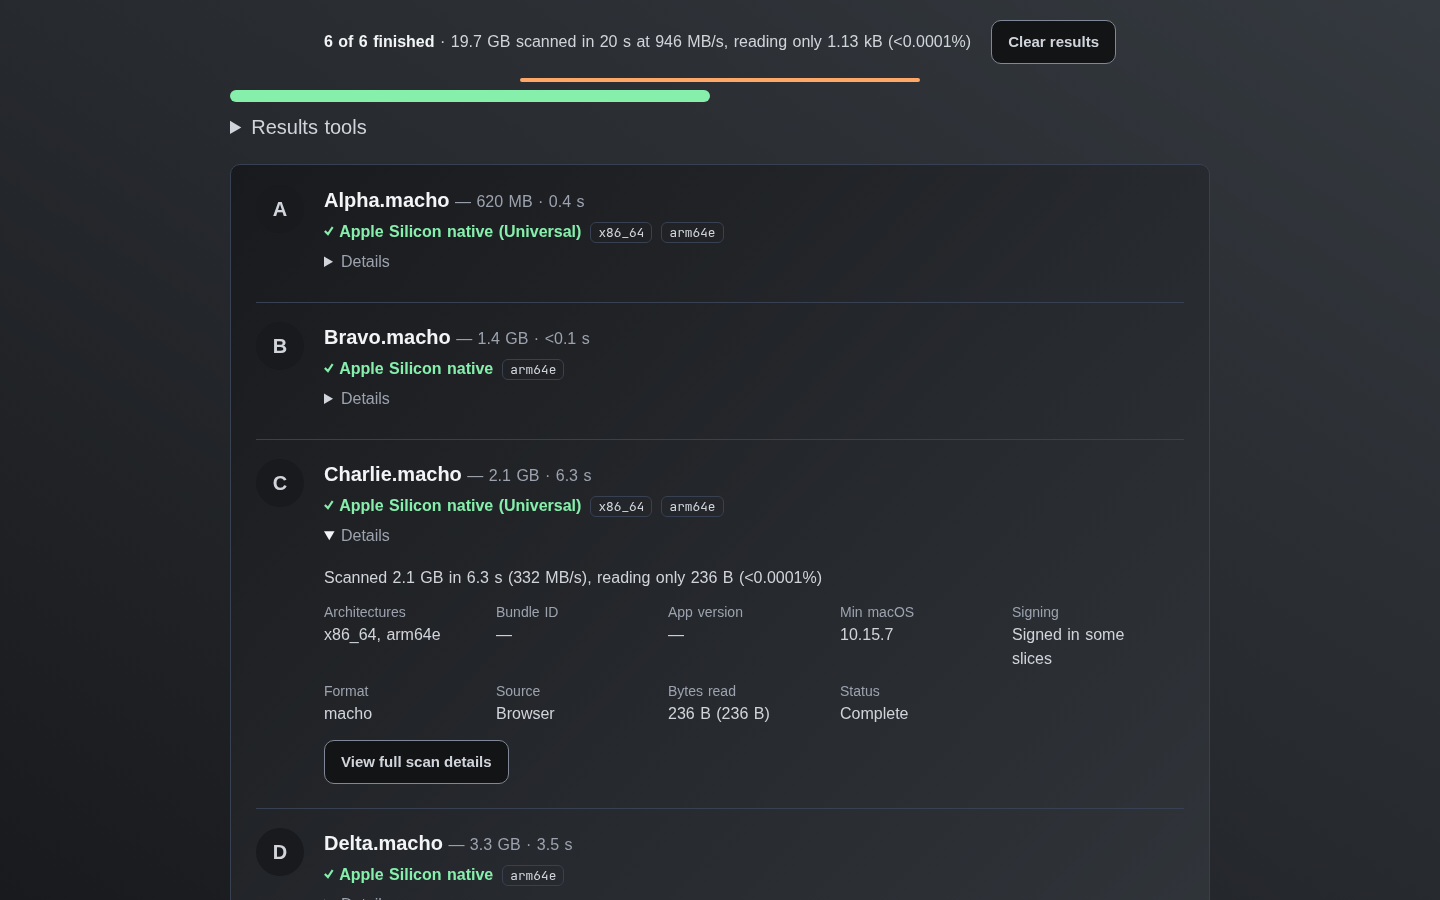 6 of 6 finished · 19.7 GB scanned in 20 s at 946 MB/s, reading only 1.13 kB (<0.0001%)
Clear results
Results tools
A
Alpha.macho — 620 MB · 0.4 s
✓ Apple Silicon native (Universal) x86_64 arm64e
Details
B
Bravo.macho — 1.4 GB · <0.1 s
✓ Apple Silicon native arm64e
Details
C
Charlie.macho — 2.1 GB · 6.3 s
✓ Apple Silicon native (Universal) x86_64 arm64e
Details
Scanned 2.1 GB in 6.3 s (332 MB/s), reading only 236 B (<0.0001%)
Architectures Bundle ID App version Min macOS Signing
x86_64, arm64e — — 10.15.7 Signed in some
slices
Format Source Bytes read Status
macho Browser 236 B (236 B) Complete
View full scan details
D
Delta.macho — 3.3 GB · 3.5 s
✓ Apple Silicon native arm64e